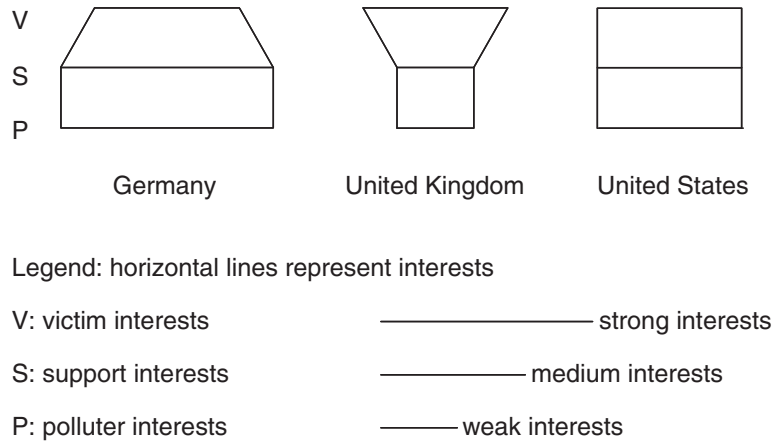 V
S
P
Germany United Kingdom United States
Legend: horizontal lines represent interests
V: victim interests strong interests
S: support interests medium interests
P: polluter interests weak interests